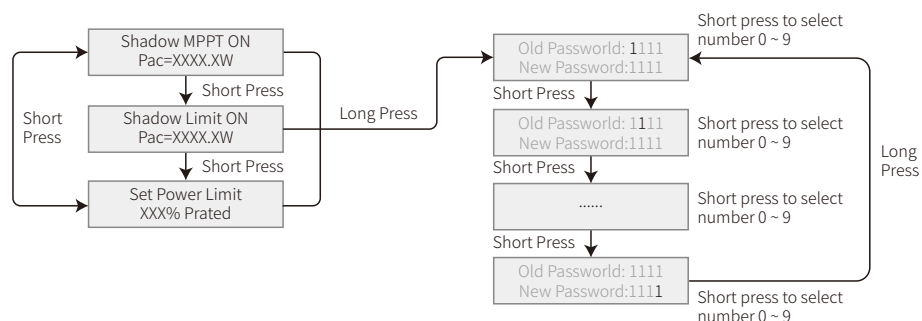 Shadow MPPT ON
Pac=XXXX.XW
Short Press
Shadow Limit ON
Pac=XXXX.XW
Short Press
Set Power Limit
XXX% Prated
Short
Press
Long Press
Old Passworld: 1111
New Password:1111
Short press to select
number 0 ~ 9
Short Press
Old Passworld: 1111
New Password:1111
Short press to select
number 0 ~ 9
Short Press
......
Short press to select
number 0 ~ 9
Short Press
Old Passworld: 1111
New Password:1111
Short press to select
number 0 ~ 9
Long
Press